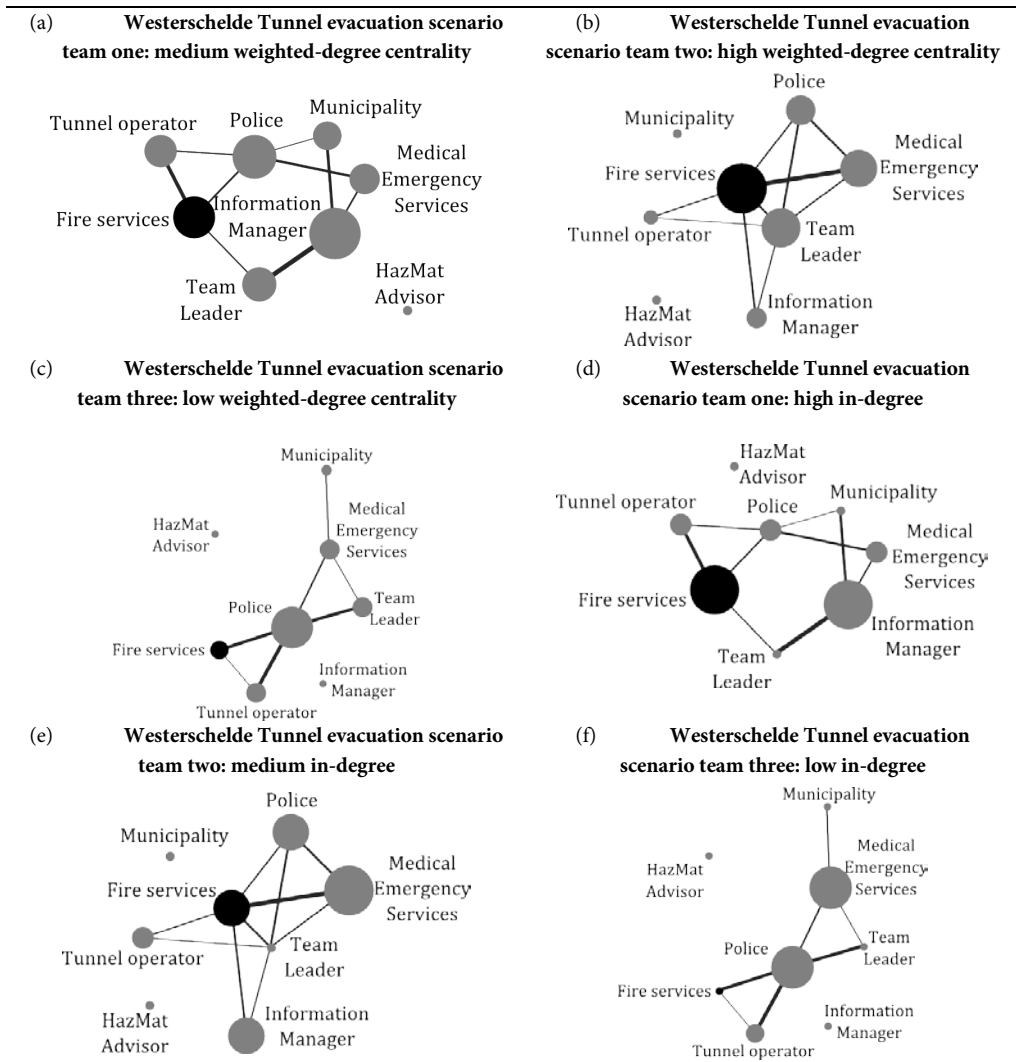 (a) Westerschelde Tunnel evacuation scenario
team one: medium weighted-degree centrality
Municipality
Police
Tunnel operator
Medical
Emergency
Services
Fire services
Information
Manager
HazMat
Advisor
Team
Leader
(b) Westerschelde Tunnel evacuation
scenario team two: high weighted-degree centrality
Police
Municipality
Medical
Emergency
Services
Fire services
Team
Leader
Tunnel operator
HazMat
Advisor
Information
Manager
(c) Westerschelde Tunnel evacuation scenario
team three: low weighted-degree centrality
Municipality
HazMat
Advisor
Medical
Emergency
Services
Police
Team
Leader
Fire services
Information
Manager
Tunnel operator
(d) Westerschelde Tunnel evacuation
scenario team one: high in-degree
HazMat
Advisor
Municipality
Tunnel operator
Police
Medical
Emergency
Services
Fire services
Information
Manager
Team
Leader
(e) Westerschelde Tunnel evacuation scenario
team two: medium in-degree
Police
Municipality
Medical
Emergency
Services
Fire services
Team
Leader
Tunnel operator
HazMat
Advisor
Information
Manager
(f) Westerschelde Tunnel evacuation
scenario team three: low in-degree
Municipality
HazMat
Advisor
Medical
Emergency
Services
Police
Team
Leader
Fire services
Information
Manager
Tunnel operator